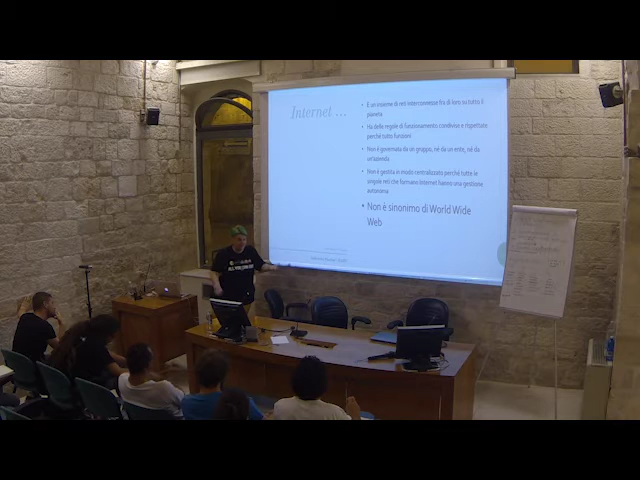 Internet ...
• È un insieme di reti interconnesse fra di loro su tutto il
pianeta
• Ha delle regole di funzionamento condivise e rispettate
perché tutto funzioni
• Non è governata da un gruppo, né da un ente, né da
un'azienda
• Non è gestita in modo centralizzato perché tutte le
singole reti che formano Internet hanno una gestione
autonoma
• Non è sinonimo di World Wide
Web